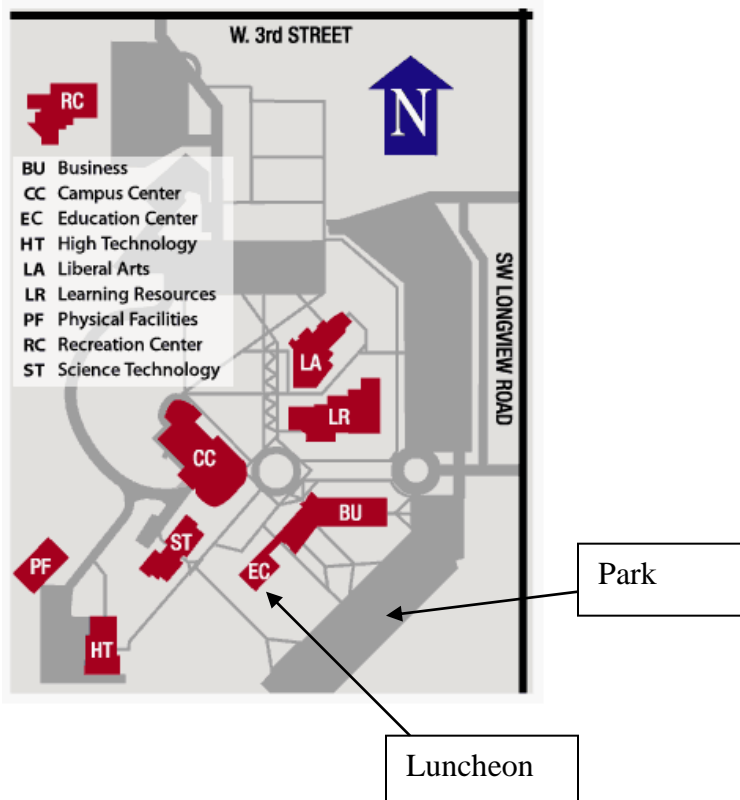 W. 3rd STREET
N
RC
BU Business
CC Campus Center
EC Education Center
HT High Technology
LA Liberal Arts
LR Learning Resources
PF Physical Facilities
RC Recreation Center
ST Science Technology
SW LONGVIEW ROAD
LA
LR
CC
BU
ST
EC
PF
HT
Park
Luncheon